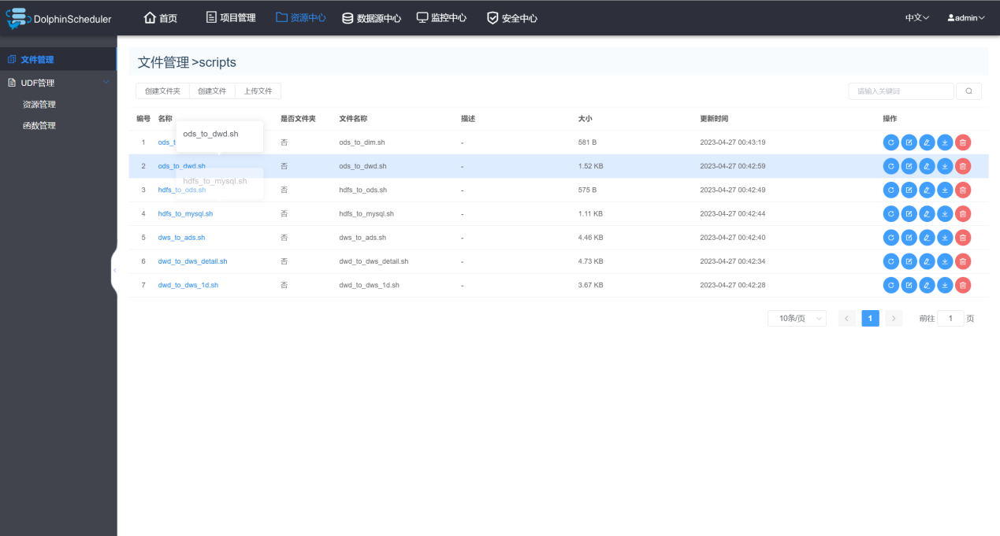 DolphinScheduler 首页 项目管理 资源中心 数据源中心 监控中心 安全中心 中文 admin
文件管理
UDF管理
资源管理
函数管理
文件管理 >scripts
创建文件夹 创建文件 上传文件 请输入关键词
编号 名称 是否文件夹 文件名称 描述 大小 更新时间 操作
ods_to_dwd.sh
1 ods_t 否 ods_to_dim.sh - 581 B 2023-04-27 00:43:19
2 ods_to_dwd.sh 否 ods_to_dwd.sh - 1.52 KB 2023-04-27 00:42:59
hdfs_to_mysql.sh
3 hdfs_to_ods.sh 否 hdfs_to_ods.sh - 575 B 2023-04-27 00:42:49
4 hdfs_to_mysql.sh 否 hdfs_to_mysql.sh - 1.11 KB 2023-04-27 00:42:44
5 dws_to_ads.sh 否 dws_to_ads.sh - 4.46 KB 2023-04-27 00:42:40
6 dwd_to_dws_detail.sh 否 dwd_to_dws_detail.sh - 4.73 KB 2023-04-27 00:42:34
7 dwd_to_dws_1d.sh 否 dwd_to_dws_1d.sh - 3.67 KB 2023-04-27 00:42:28
10条/页 1 前往 1 页